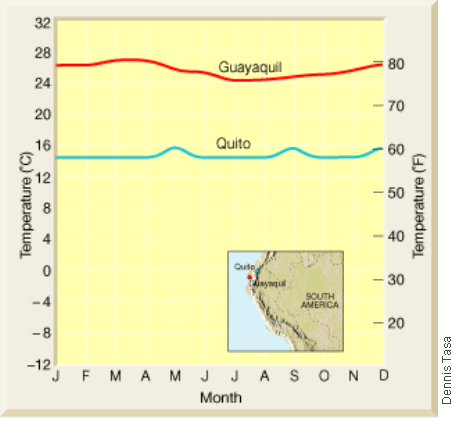 32
28
24
20
16
12
8
4
0
−4
−8
−12
Temperature (°C)
Guayaquil
Quito
80
70
60
50
40
30
20
Temperature (°F)
Quito
Guayaquil
SOUTH
AMERICA
J F M A M J J A S O N D
Month
Dennis Tasa